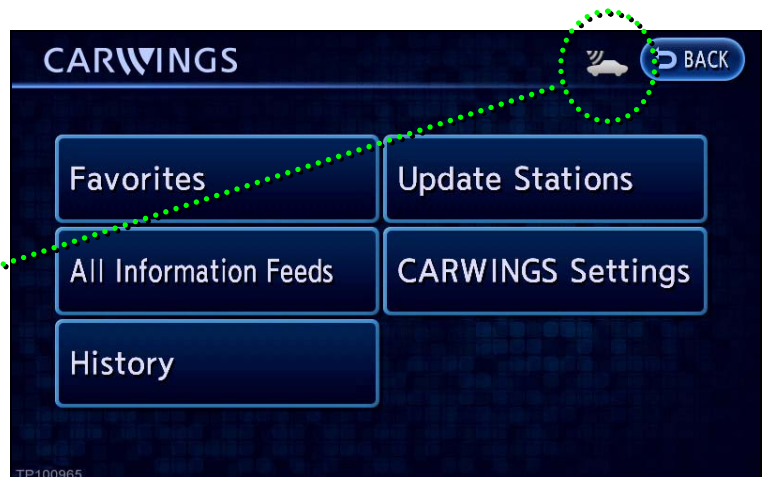 CARWINGS
BACK
Favorites
Update Stations
All Information Feeds
CARWINGS Settings
History
TP100965